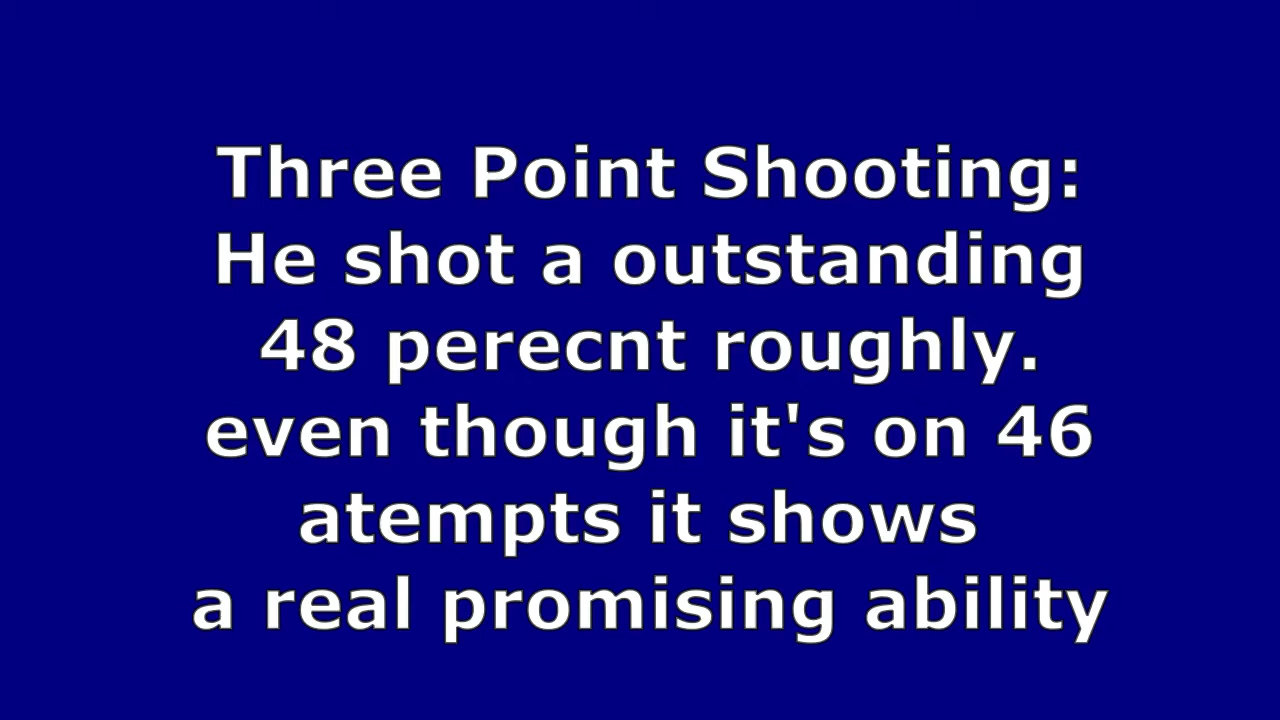 Three Point Shooting:
He shot a outstanding
48 perecnt roughly.
even though it's on 46
atempts it shows
a real promising ability